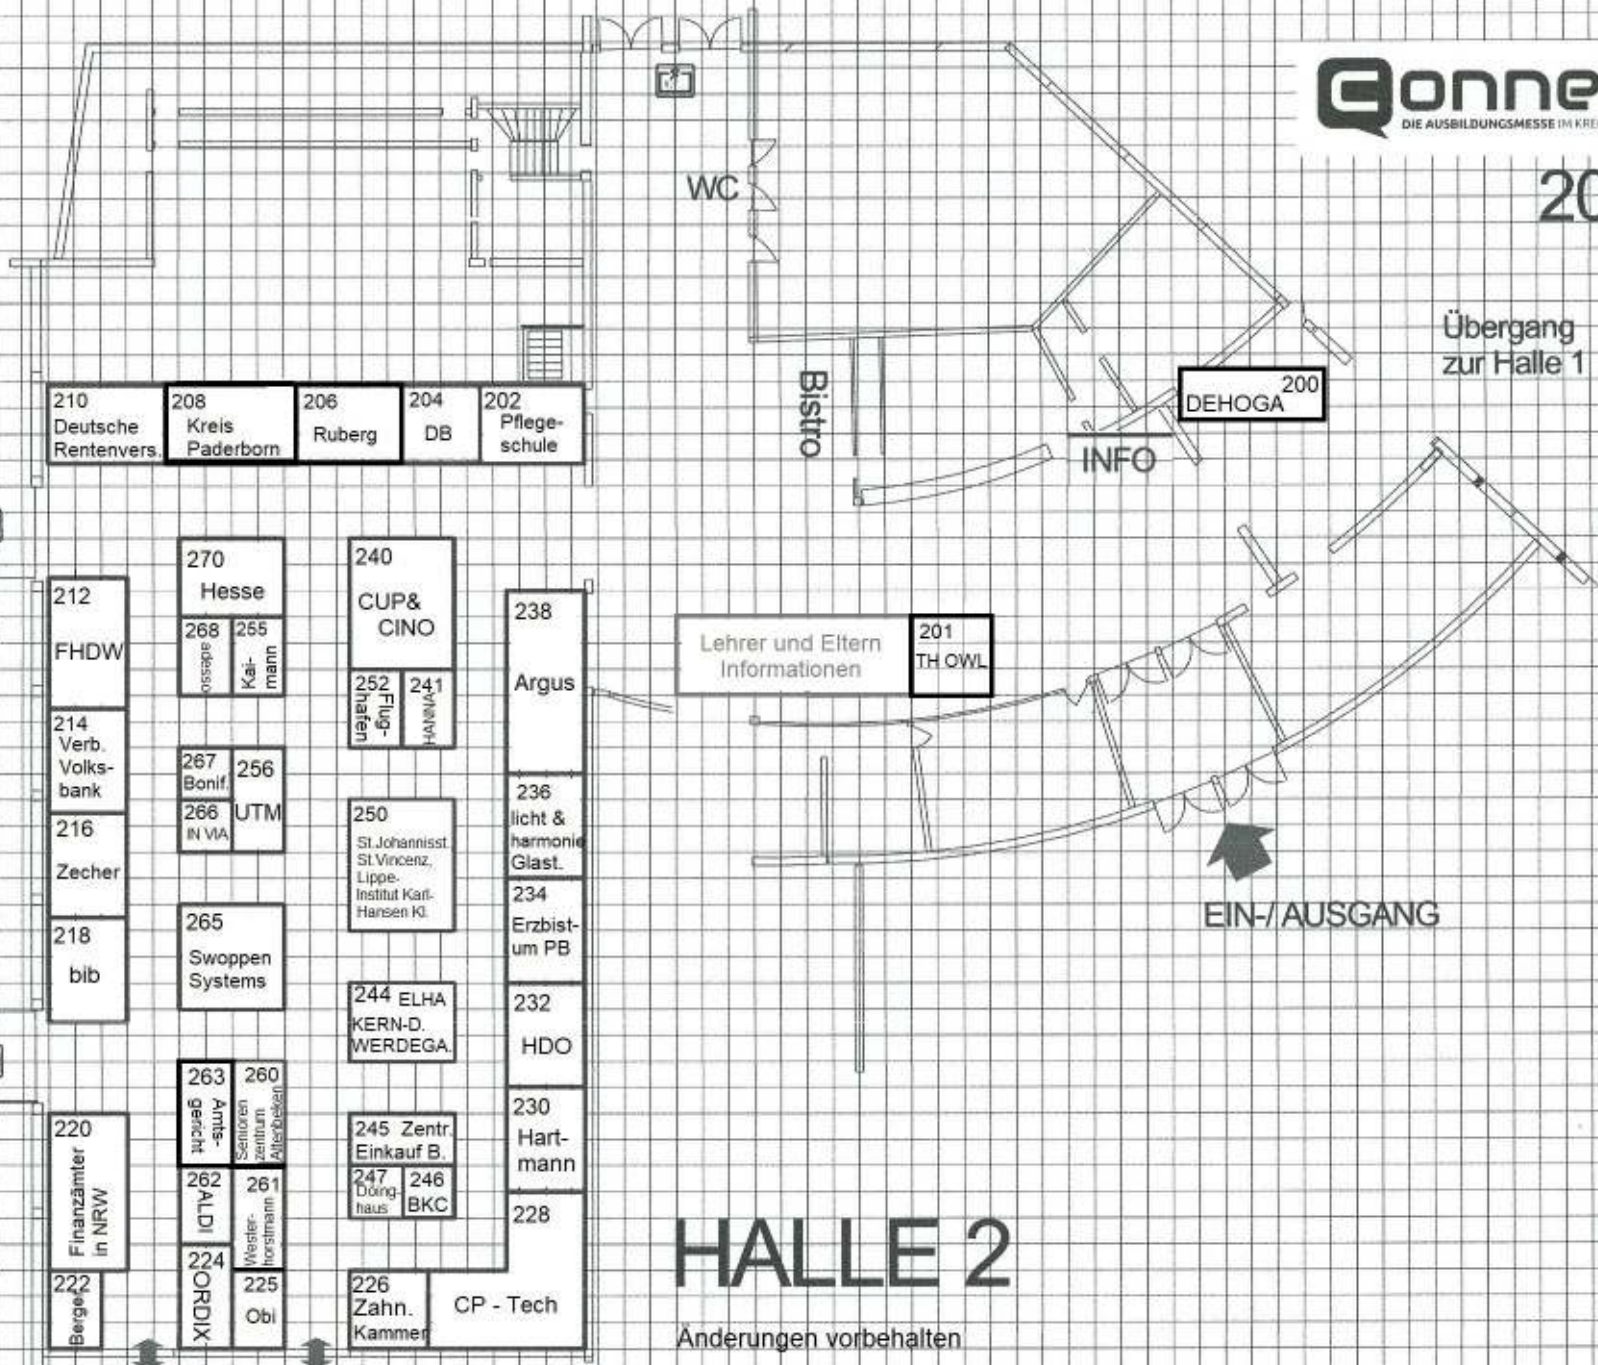 Conne
DIE AUSBILDUNGSMESSE IM KREI
20
WC
Übergang
zur Halle 1
Bistro
INFO
200
DEHOGA
210
Deutsche
Rentenvers.
208
Kreis
Paderborn
206
Ruberg
204
DB
202
Pflege-
schule
212
FHDW
214
Verb.
Volks-
bank
216
Zecher
218
bib
220
Finanzämter
in NRW
222
Berger
270
Hesse
268
adesso
255
Kai-
mann
267
Bonif.
266
IN VIA
256
UTM
265
Swoppen
Systems
263
Amts-
gericht
260
Senioren
zentrum
Altenbeken
262
ALDI
261
Wester-
horstmann
224
ORDIX
225
Obi
240
CUP&
CINO
252
Flug-
hafen
241
HANNA
250
St.Johannisst.
St.Vincenz,
Lippe-
Institut Karl-
Hansen Kl.
244 ELHA
KERN-D.
WERDEGA.
245 Zentr.
Einkauf B.
247
Döing-
haus
246
BKC
226
Zahn.
Kammer
238
Argus
236
licht &
harmonie
Glast.
234
Erzbist-
um PB
232
HDO
230
Hart-
mann
228
CP - Tech
Lehrer und Eltern
Informationen
201
TH OWL
EIN-/ AUSGANG
HALLE 2
Änderungen vorbehalten